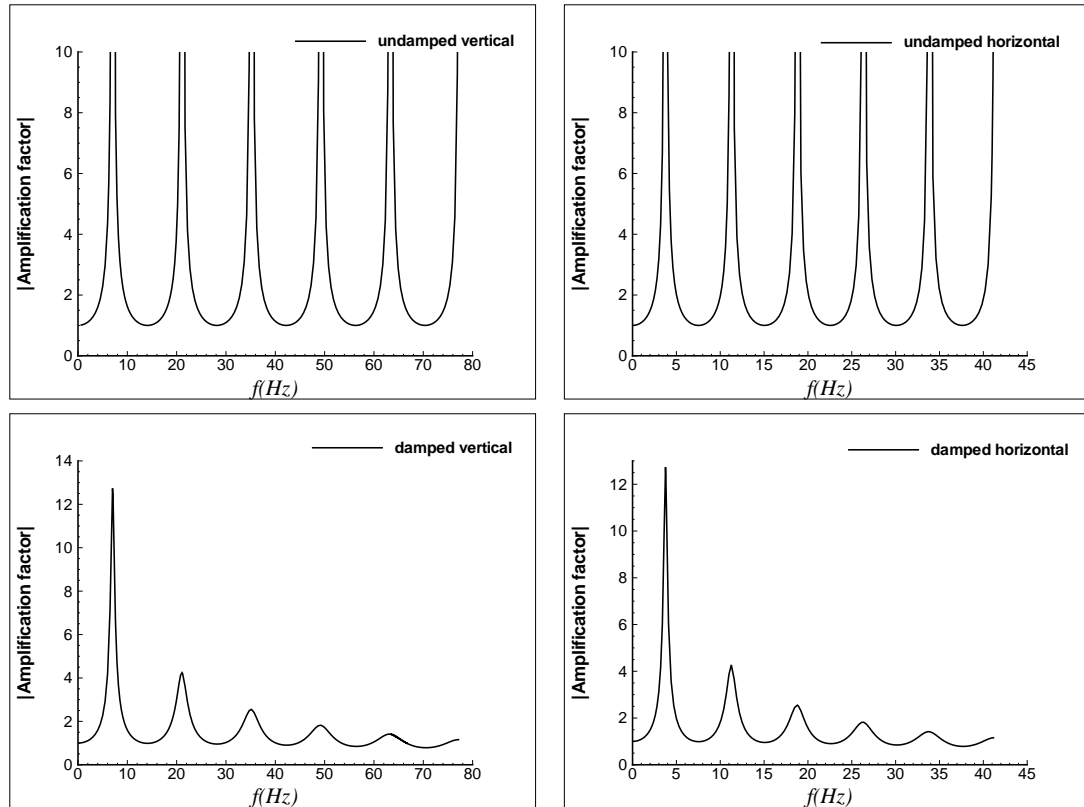 undamped vertical
10
8
6
4
2
0
|Amplification factor|
0 10 20 30 40 50 60 70 80
f(Hz)
undamped horizontal
10
8
6
4
2
0
|Amplification factor|
0 5 10 15 20 25 30 35 40 45
f(Hz)
damped vertical
14
12
10
8
6
4
2
0
|Amplification factor|
0 10 20 30 40 50 60 70 80
f(Hz)
damped horizontal
12
10
8
6
4
2
0
|Amplification factor|
0 5 10 15 20 25 30 35 40 45
f(Hz)